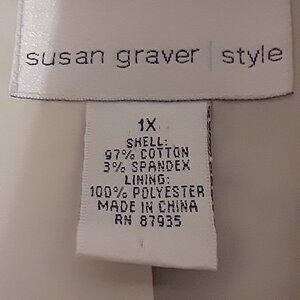 susan graver | style
1X
SHELL:
97% COTTON
3% SPANDEX
LINING:
100% POLYESTER
MADE IN CHINA
RN 87935